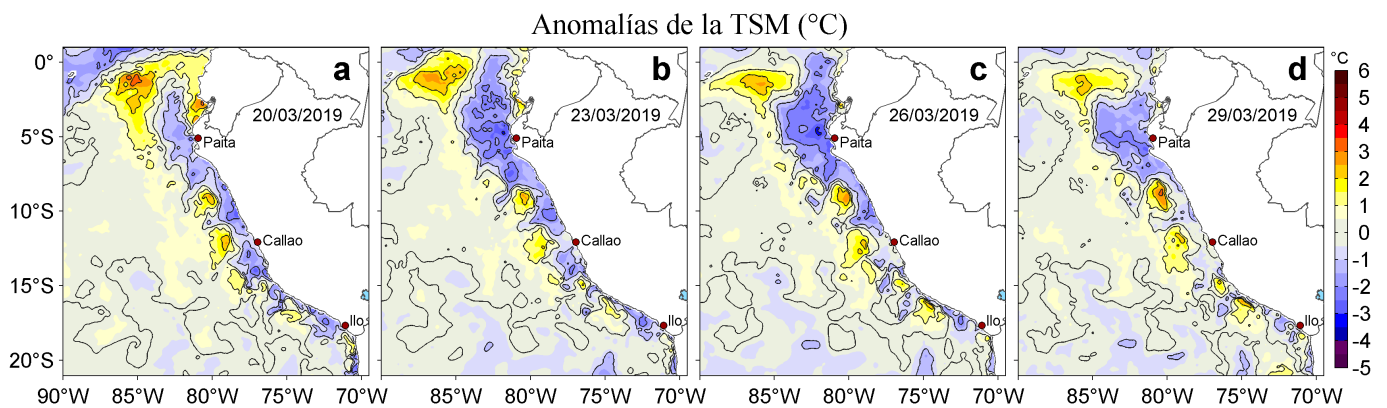 Anomalías de la TSM (°C)
a
b
c
d
°C
20/03/2019
23/03/2019
26/03/2019
29/03/2019
Paita
Paita
Paita
Paita
Callao
Callao
Callao
Callao
Ilo
Ilo
Ilo
Ilo
0°
5°S
10°S
15°S
20°S
90°W 85°W 80°W 75°W 70°W
85°W 80°W 75°W 70°W
85°W 80°W 75°W 70°W
85°W 80°W 75°W 70°W
6
5
4
3
2
1
0
-1
-2
-3
-4
-5